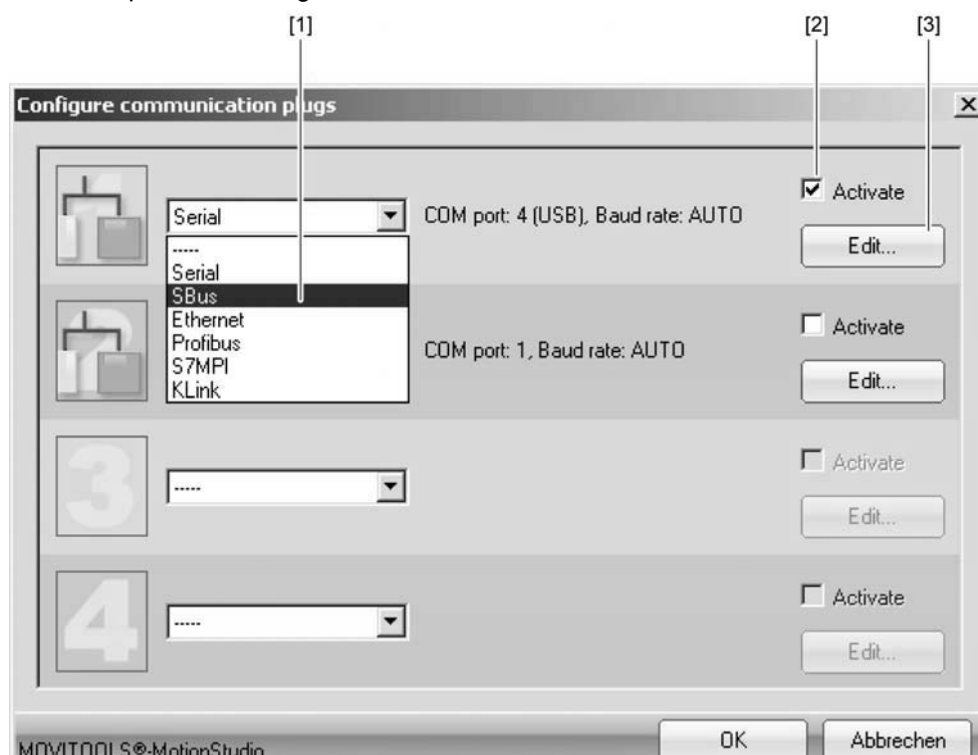 [1] [2] [3]
Configure communication plugs
Activate
Serial COM port: 4 (USB), Baud rate: AUTO
Edit...
-----
Serial
SBus
Ethernet
Profibus
S7MPI
KLink
Activate
COM port: 1, Baud rate: AUTO
Edit...
3
Activate
-----
Edit...
4
Activate
-----
Edit...
OK Abbrechen
MOVITOOLS®-MotionStudio